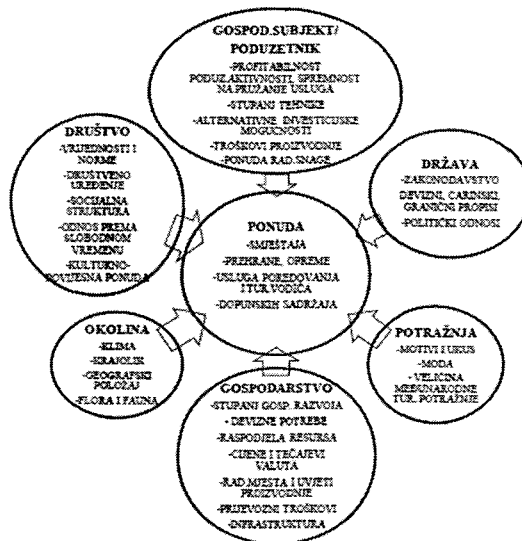 GOSPOD.SUBJEKT/
PODUZETNIK
-PROFITABILNOST
PODUZ.AKTIVNOSTI, SPREMNOST
NA PRUŽANJE USLUGA
-STUPANJ TEHNIKE
-ALTERNATIVNE INVESTICIJSKE
MOGUĆNOSTI
-TROŠKOVI PROIZVODNJE
-PONUDA RAD.SNAGE
DRUŠTVO
-VRIJEDNOSTI I
NORME
-DRUŠTVENO
UREĐENJE
-SOCIJALNA
STRUKTURA
-ODNOS PREMA
SLOBODNOM
VREMENU
-KULTURNO-
POVIJESNA PONUDA
DRŽAVA
-ZAKONODAVSTVO
DEVIZNI, CARINSKI,
GRANIČNI PROPISI
-POLITIČKI ODNOSI
PONUDA
-SMJEŠTAJA
-PREHRANE, OPREME
-USLUGA POREDOVANJA
I TUR.VODIČA
-DOPUNSKIH SADRŽAJA
OKOLINA
-KLIMA
-KRAJOLIK
-GEOGRAFSKI
POLOŽAJ
-FLORA I FAUNA
POTRAŽNJA
-MOTIVI I UKUS
-MODA
- VELIČINA
MEĐUNARODNE
TUR. POTRAŽNJE
GOSPODARSTVO
-STUPANJ GOSP. RAZVOJA
- DEVIZNE POTREBE
-RASPODJELA RESURSA
-CIJENE I TEČAJEVI
VALUTA
-RAD.MJESTA I UVJETI
PROIZVODNJE
-PRIJEVOZNI TROŠKOVI
-INFRASTRUKTURA